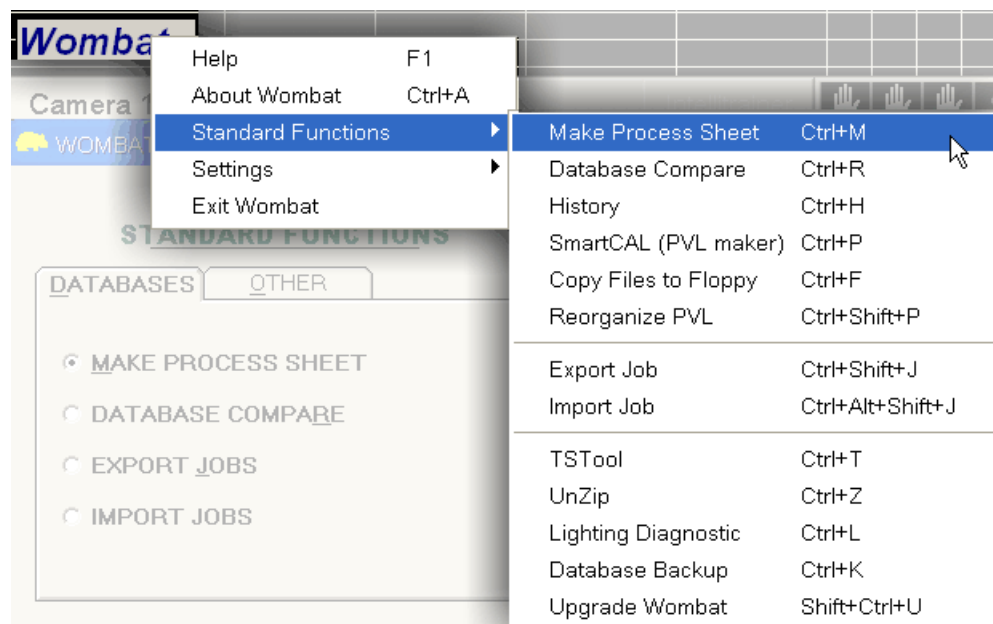 Wombat
Help F1
About Wombat Ctrl+A
Standard Functions
Settings
Exit Wombat
Camera 1
WOMBAT
Make Process Sheet Ctrl+M
Database Compare Ctrl+R
History Ctrl+H
SmartCAL (PVL maker) Ctrl+P
Copy Files to Floppy Ctrl+F
Reorganize PVL Ctrl+Shift+P
Export Job Ctrl+Shift+J
Import Job Ctrl+Alt+Shift+J
TSTool Ctrl+T
UnZip Ctrl+Z
Lighting Diagnostic Ctrl+L
Database Backup Ctrl+K
Upgrade Wombat Shift+Ctrl+U
STANDARD FUNCTIONS
DATABASES OTHER
MAKE PROCESS SHEET
DATABASE COMPARE
EXPORT JOBS
IMPORT JOBS